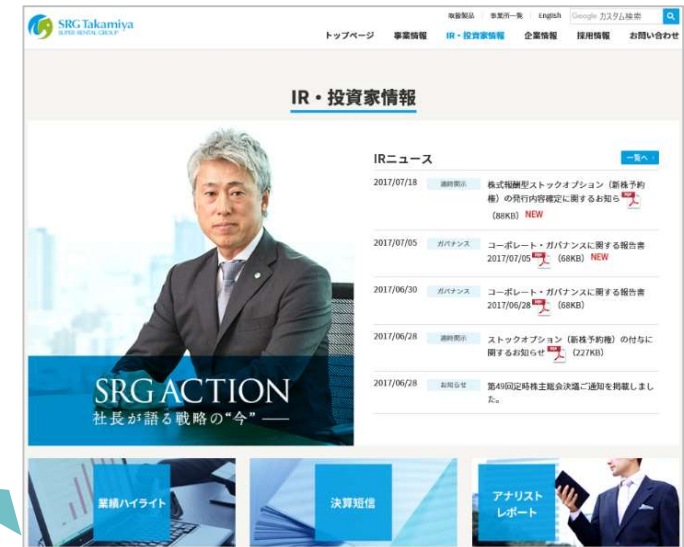 SRG Takamiya
SUPER RENTAL GROUP
取扱製品 事業所一覧 English Google カスタム検索
トップページ 事業情報 IR・投資家情報 企業情報 採用情報 お問い合わせ
IR・投資家情報
IRニュース
一覧へ
2017/07/18 適時開示 株式報酬型ストックオプション（新株予約
権）の発行内容確定に関するお知ら
（88KB） NEW
2017/07/05 ガバナンス コーポレート・ガバナンスに関する報告書
2017/07/05 （68KB） NEW
2017/06/30 ガバナンス コーポレート・ガバナンスに関する報告書
2017/06/28 （68KB）
2017/06/28 適時開示 ストックオプション（新株予約権）の付与に
関するお知らせ （227KB）
2017/06/28 お知らせ 第49回定時株主総会決議ご通知を掲載しまし
た。
SRG ACTION
社長が語る戦略の“今”
業績ハイライト
決算短信
アナリスト
レポート